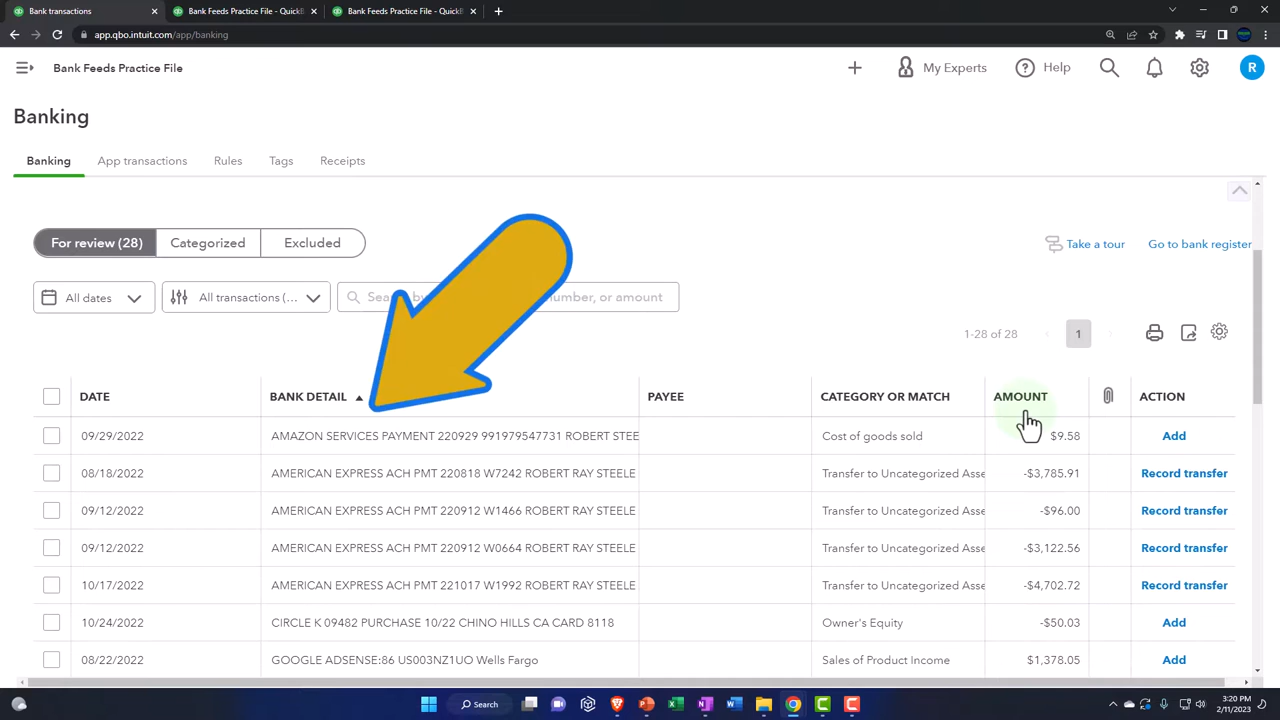 Bank transactions
Bank Feeds Practice File - QuickB
Bank Feeds Practice File - QuickB
app.qbo.intuit.com/app/banking
Bank Feeds Practice File
My Experts
Help
R
Banking
Banking App transactions Rules Tags Receipts
For review (28) Categorized Excluded
Take a tour Go to bank register
All dates All transactions (... number, or amount
1-28 of 28 1
DATE BANK DETAIL PAYEE CATEGORY OR MATCH AMOUNT ACTION
09/29/2022 AMAZON SERVICES PAYMENT 220929 991979547731 ROBERT STEE Cost of goods sold $9.58 Add
08/18/2022 AMERICAN EXPRESS ACH PMT 220818 W7242 ROBERT RAY STEELE Transfer to Uncategorized Asse -$3,785.91 Record transfer
09/12/2022 AMERICAN EXPRESS ACH PMT 220912 W1466 ROBERT RAY STEELE Transfer to Uncategorized Asse -$96.00 Record transfer
09/12/2022 AMERICAN EXPRESS ACH PMT 220912 W0664 ROBERT RAY STEELE Transfer to Uncategorized Asse -$3,122.56 Record transfer
10/17/2022 AMERICAN EXPRESS ACH PMT 221017 W1992 ROBERT RAY STEELE Transfer to Uncategorized Asse -$4,702.72 Record transfer
10/24/2022 CIRCLE K 09482 PURCHASE 10/22 CHINO HILLS CA CARD 8118 Owner's Equity -$50.03 Add
08/22/2022 GOOGLE ADSENSE:86 US003NZ1UO Wells Fargo Sales of Product Income $1,378.05 Add
Search
3:20 PM
2/11/2023